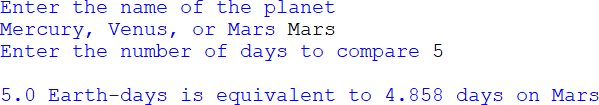 Enter the name of the planet
Mercury, Venus, or Mars Mars
Enter the number of days to compare 5
5.0 Earth-days is equivalent to 4.858 days on Mars